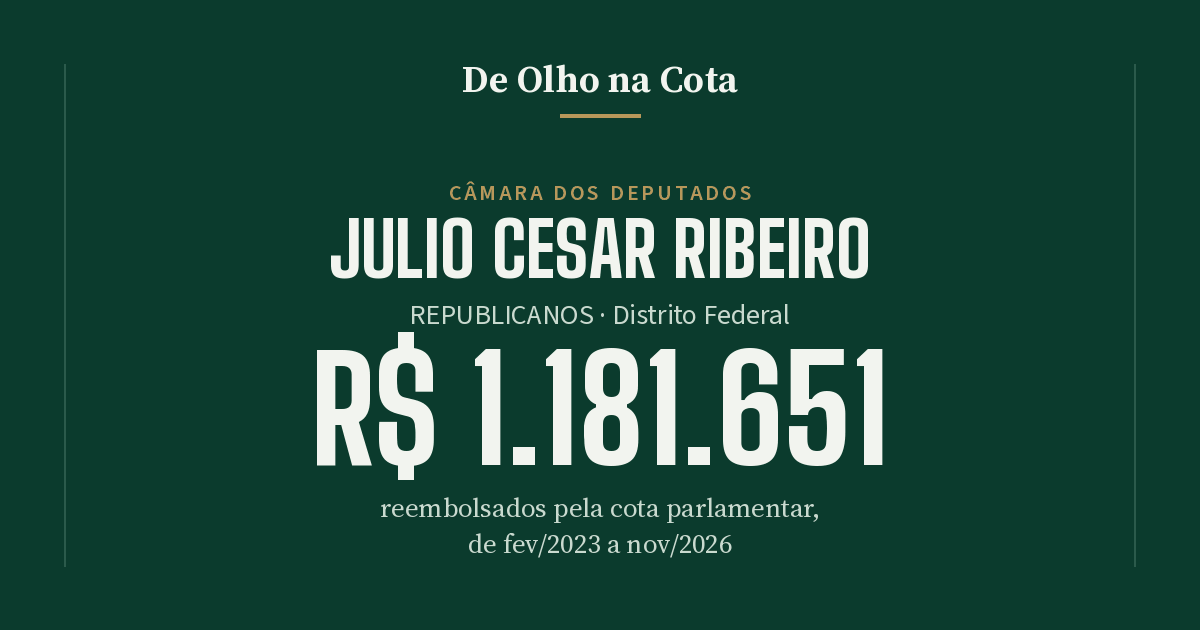 De Olho na Cota
CÂMARA DOS DEPUTADOS
JULIO CESAR RIBEIRO
REPUBLICANOS · Distrito Federal
R$ 1.181.651
reembolsados pela cota parlamentar,
de fev/2023 a nov/2026